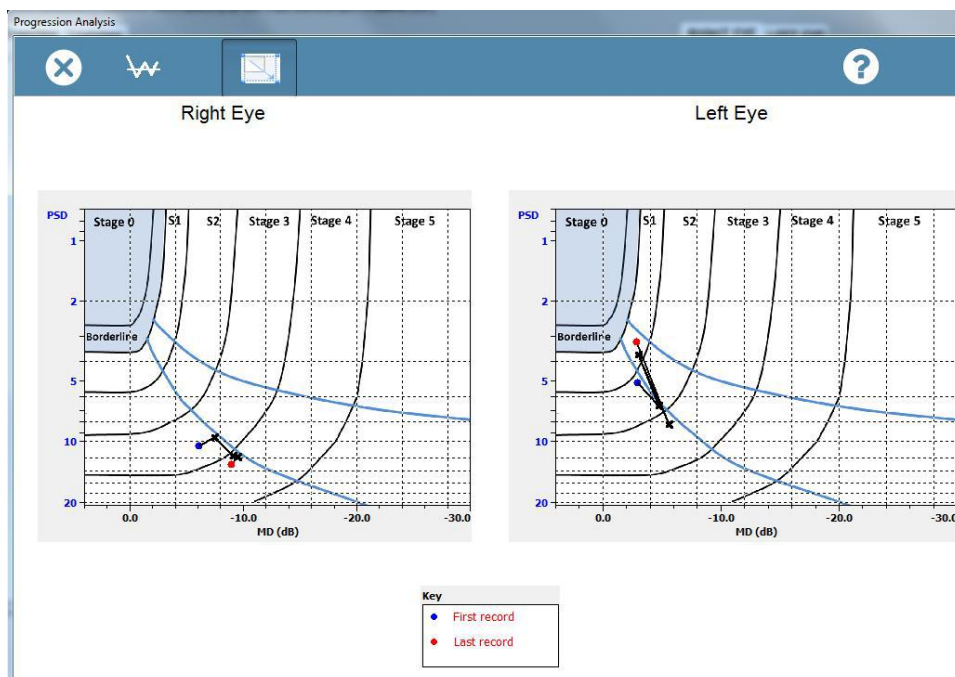 Progression Analysis
?
Right Eye
Left Eye
PSD
Stage 0
S1
S2
Stage 3
Stage 4
Stage 5
1
2
Borderline
5
10
20
0.0
-10.0
-20.0
-30.0
MD (dB)
PSD
Stage 0
S1
S2
Stage 3
Stage 4
Stage 5
1
2
Borderline
5
10
20
0.0
-10.0
-20.0
-30.0
MD (dB)
Key
First record
Last record